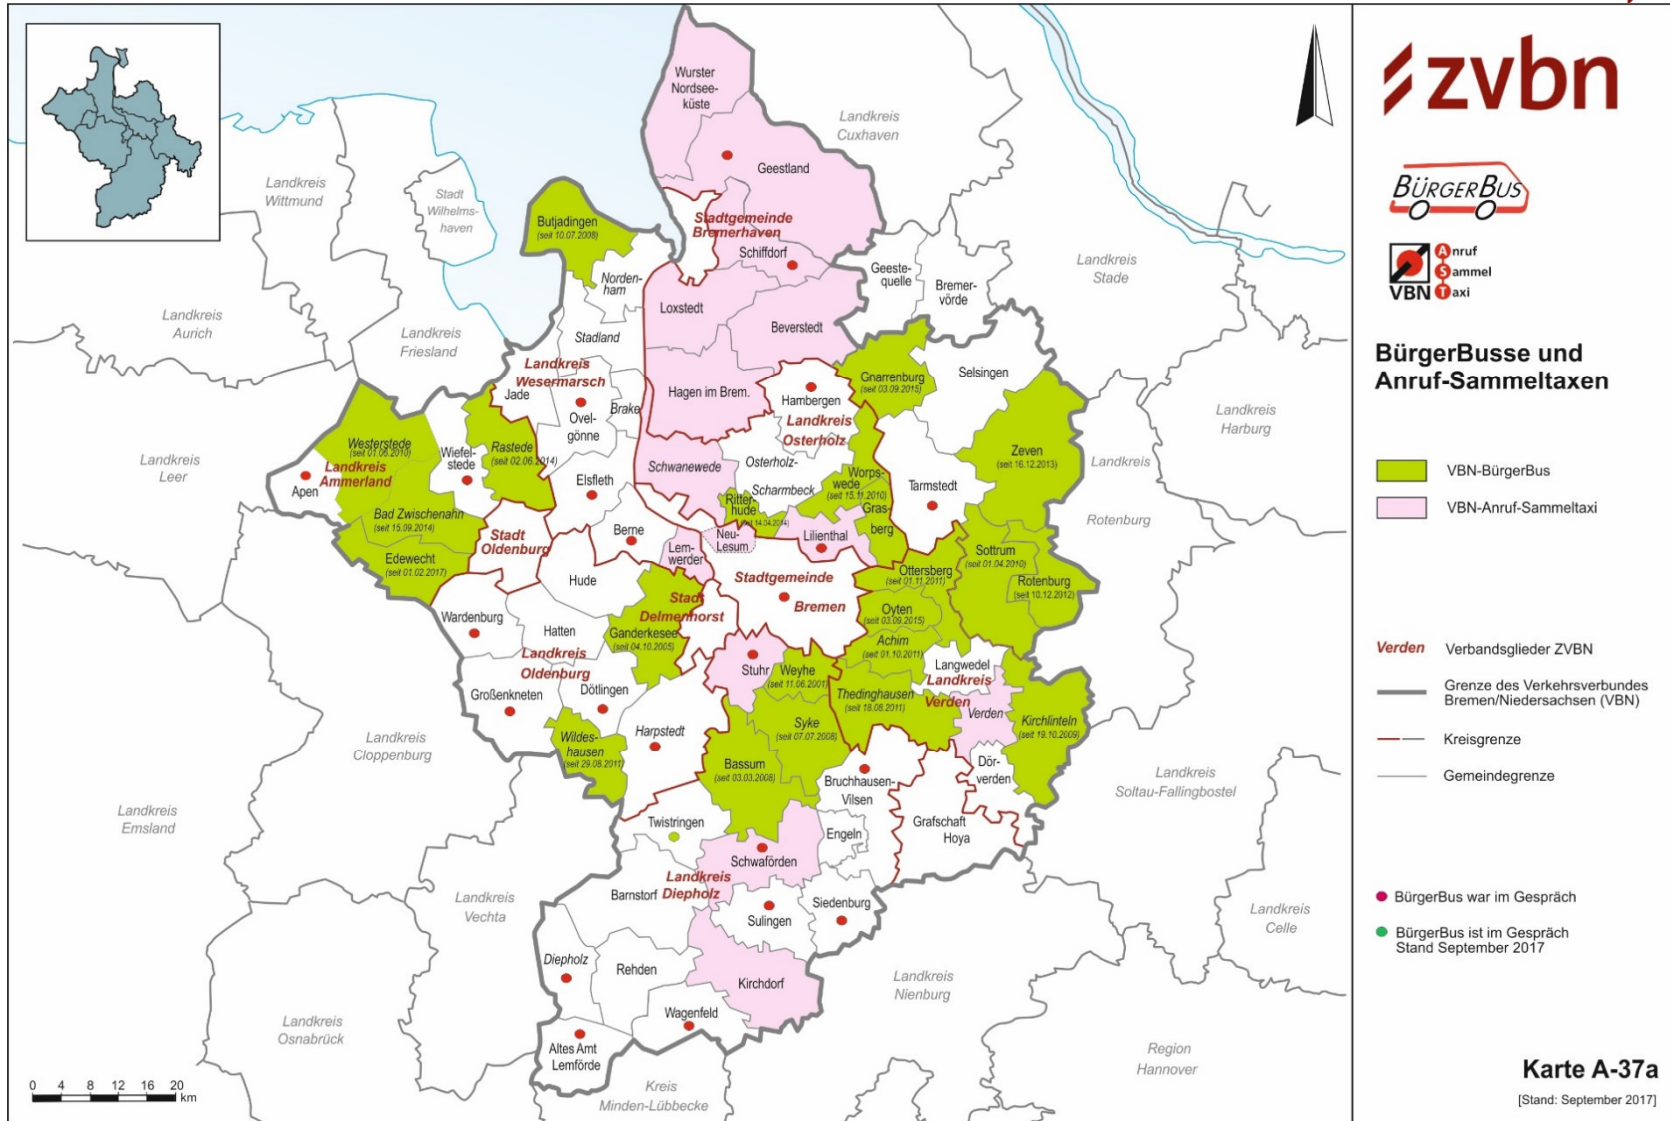 Wurster
Nordsee-
küste
Landkreis
Cuxhaven
Geestland
Landkreis
Wittmund
Stadt
Wilhelms-
haven
Butjadingen
(seit 10.07.2008)
Stadtgemeinde
Bremerhaven
Schiffdorf
Geeste-
quelle
Bremer-
vörde
Landkreis
Stade
Norden-
ham
Loxstedt
Beverstedt
Landkreis
Aurich
Landkreis
Friesland
Stadland
Landkreis
Wesermarsch
Jade
Ovel-
gönne
Brake
Hagen im Brem.
Hambergen
Gnarrenburg
(seit 03.09.2015)
Selsingen
Landkreis
Harburg
Landkreis
Osterholz
Westerstede
(seit 01.06.2010)
Landkreis
Ammerland
Apen
Wiefel-
stede
Rastede
(seit 02.06.2014)
Landkreis
Leer
Schwanewede
Osterholz-
Scharmbeck
Worps-
wede
(seit 15.11.2010)
Zeven
(seit 16.12.2013)
Landkreis
Rotenburg
Tarmstedt
Elsfleth
Ritter-
hude
(seit 14.04.2014)
Gras-
berg
Bad Zwischenahn
(seit 15.09.2014)
Edewecht
(seit 01.02.2017)
Stadt
Oldenburg
Berne
Lem-
werder
Neu-
Lesum
Lilienthal
Sottrum
(seit 01.04.2010)
Rotenburg
(seit 10.12.2012)
Ottersberg
(seit 01.11.2011)
Hude
Stadtgemeinde
Bremen
Oyten
(seit 03.09.2015)
Stadt
Delmenhorst
Wardenburg
Hatten
Ganderkesee
(seit 04.10.2005)
Achim
(seit 01.10.2011)
Landkreis
Oldenburg
Stuhr
Weyhe
(seit 11.06.2001)
Langwedel
Landkreis
Verden
Thedinghausen
(seit 18.08.2011)
Verden
Kirchlinteln
(seit 19.10.2009)
Großenkneten
Dötlingen
Wildes-
hausen
(seit 29.08.2011)
Harpstedt
Syke
(seit 07.07.2008)
Bassum
(seit 03.03.2008)
Bruchhausen-
Vilsen
Dör-
verden
Landkreis
Cloppenburg
Landkreis
Soltau-Fallingbostel
Landkreis
Emsland
Twistringen
Engeln
Grafschaft
Hoya
Schwaförden
Landkreis
Diepholz
Barnstorf
Siedenburg
Sulingen
Landkreis
Vechta
Landkreis
Celle
Diepholz
Rehden
Kirchdorf
Landkreis
Nienburg
Wagenfeld
Landkreis
Osnabrück
Altes Amt
Lemförde
Kreis
Minden-Lübbecke
Region
Hannover
0 4 8 12 16 20
km
zvbn
BÜRGERBUS
VBN
Anruf
Sammel
Taxi
BürgerBusse und
Anruf-Sammeltaxen
VBN-BürgerBus
VBN-Anruf-Sammeltaxi
Verden Verbandsglieder ZVBN
Grenze des Verkehrsverbundes
Bremen/Niedersachsen (VBN)
Kreisgrenze
Gemeindegrenze
BürgerBus war im Gespräch
BürgerBus ist im Gespräch
Stand September 2017
Karte A-37a
[Stand: September 2017]